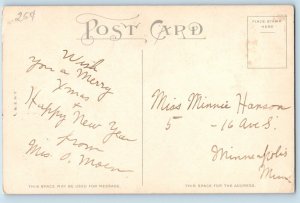 254
POST CARD
PLACE STAMP
HERE
Wish
you a Merry
Xmas +
Happy New Year
from
Mrs. O. Moen
Miss Minnie Hanson
5 - 16 Ave S.
Minneapolis
Minn
THIS SPACE MAY BE USED FOR MESSAGE.
THIS SPACE FOR THE ADDRESS.